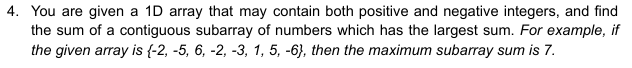 4. You are given a 1D array that may contain both positive and negative integers, and find
the sum of a contiguous subarray of numbers which has the largest sum. For example, if
the given array is {-2, -5, 6, -2, -3, 1, 5, -6}, then the maximum subarray sum is 7.